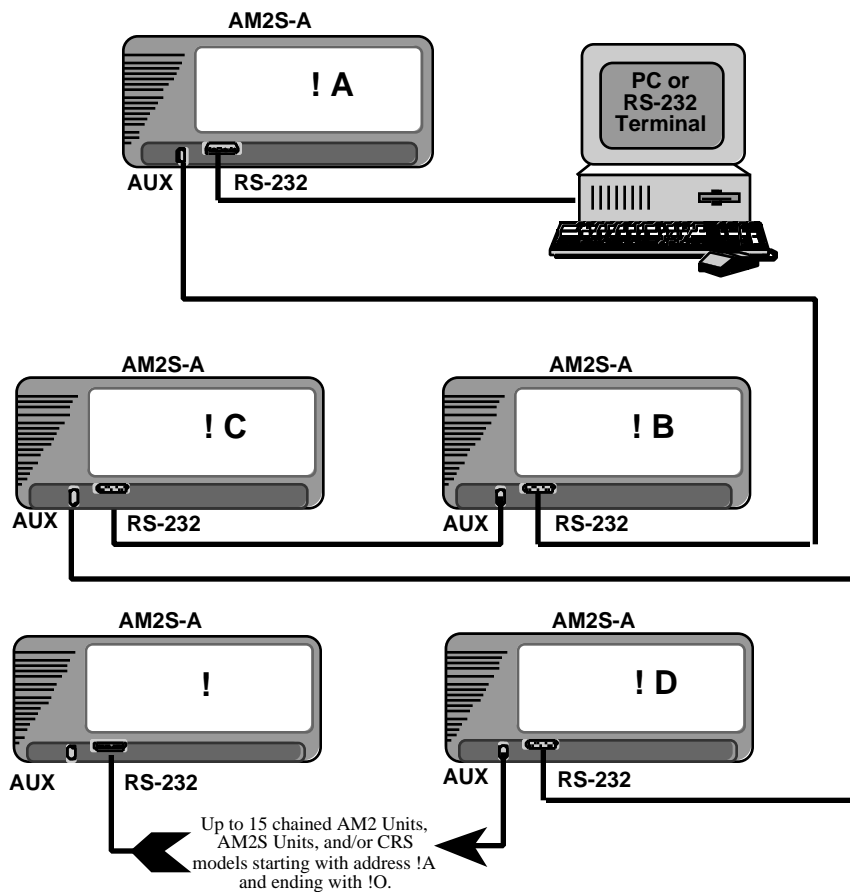 AM2S-A
! A
PC or
RS-232
Terminal
AUX
RS-232
AM2S-A
AM2S-A
! C
! B
AUX
RS-232
AUX
RS-232
AM2S-A
AM2S-A
!
! D
AUX
RS-232
AUX
RS-232
Up to 15 chained AM2 Units,
AM2S Units, and/or CRS
models starting with address !A
and ending with !O.